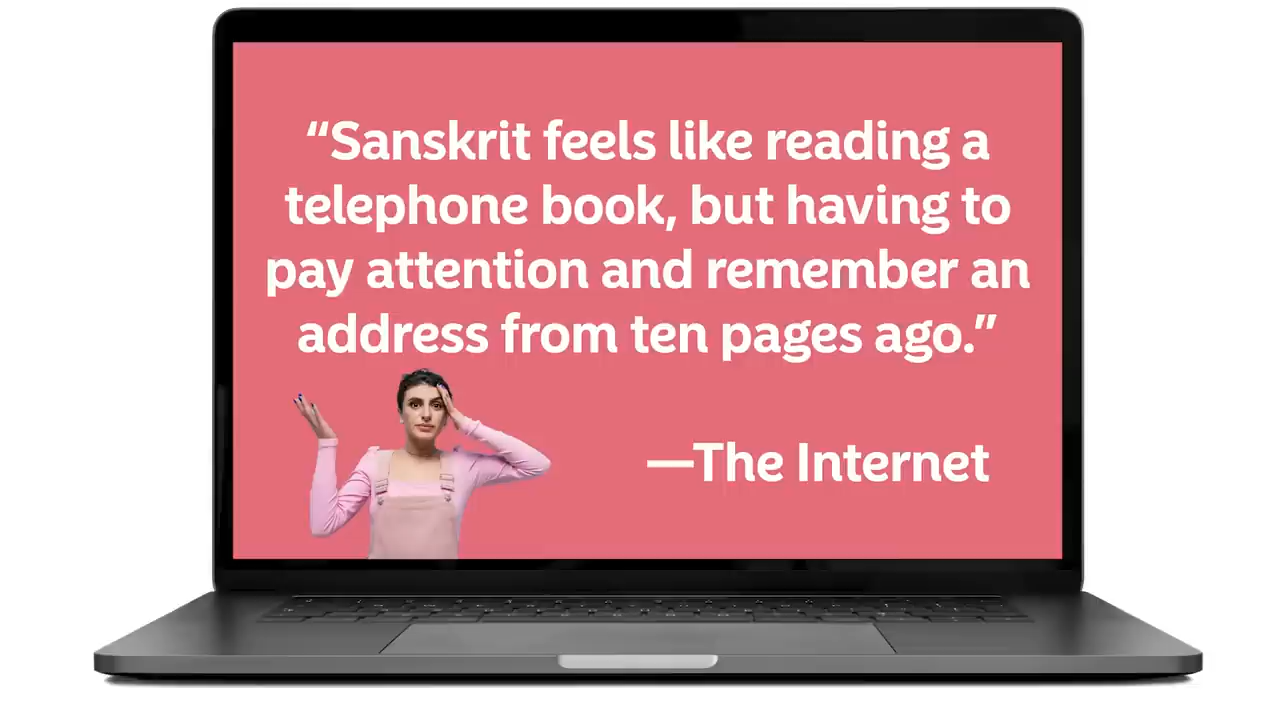 “Sanskrit feels like reading a
telephone book, but having to
pay attention and remember an
address from ten pages ago.”
—The Internet